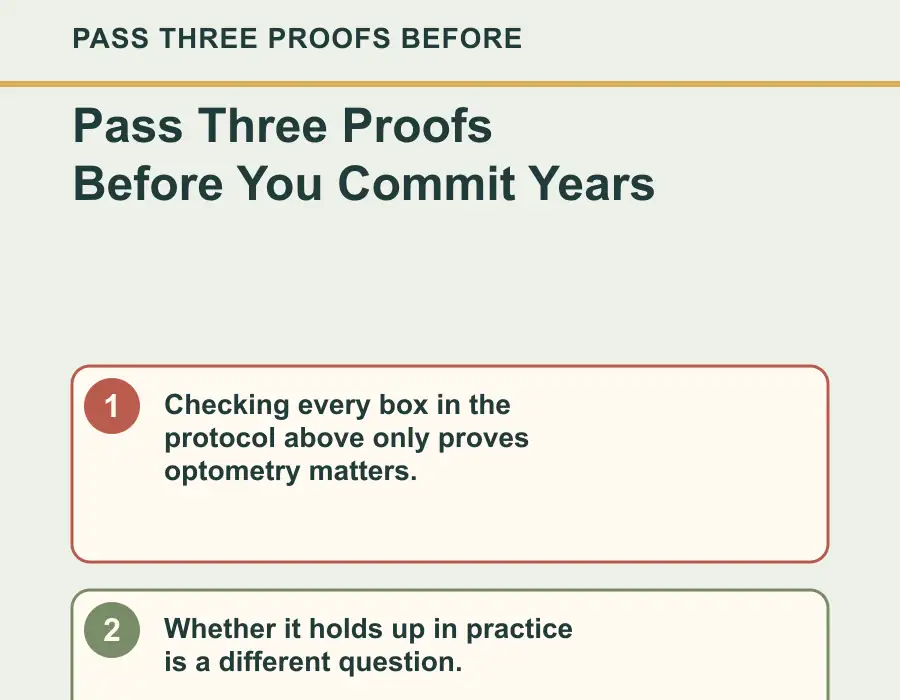 PASS THREE PROOFS BEFORE
Pass Three Proofs
Before You Commit Years
1
Checking every box in the
protocol above only proves
optometry matters.
2
Whether it holds up in practice
is a different question.